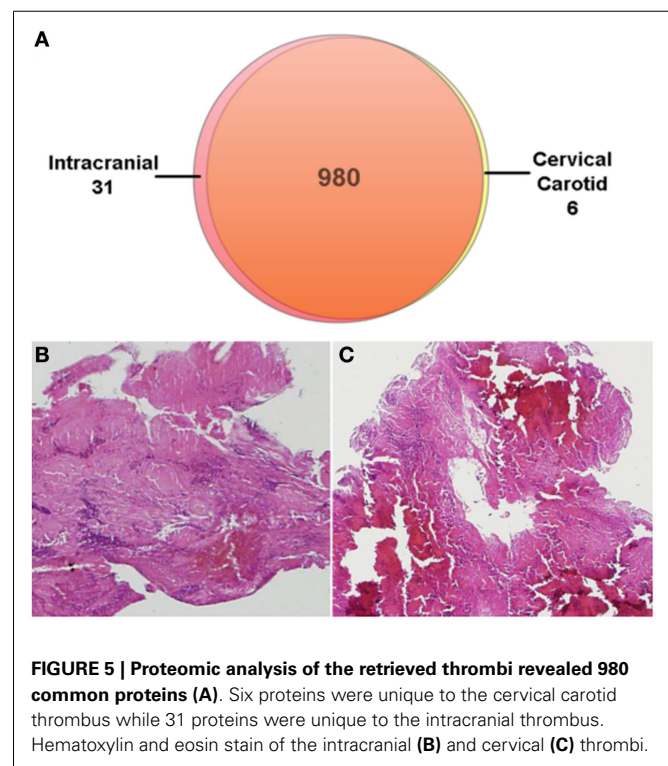 A
Intracranial
31
980
Cervical
Carotid
6
B
C
FIGURE 5 | Proteomic analysis of the retrieved thrombi revealed 980
common proteins (A). Six proteins were unique to the cervical carotid
thrombus while 31 proteins were unique to the intracranial thrombus.
Hematoxylin and eosin stain of the intracranial (B) and cervical (C) thrombi.